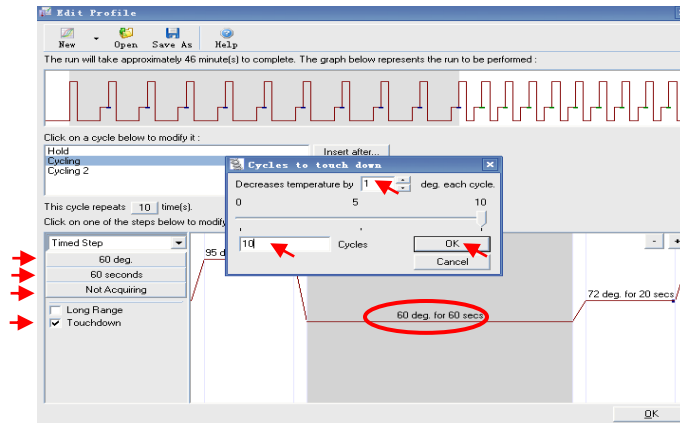 Edit Profile
New Open Save As Help
The run will take approximately 46 minute(s) to complete. The graph below represents the run to be performed :
Click on a cycle below to modify it :
Hold
Cycling
Cycling 2
Insert after...
This cycle repeats 10 time(s).
Click on one of the steps below to modify
Cycles to touch down
Decreases temperature by 1 deg. each cycle.
0 5 10
10 Cycles
OK
Cancel
Timed Step
60 deg.
60 seconds
Not Acquiring
Long Range
Touchdown
95 d
60 deg. for 60 secs
72 deg. for 20 secs
- +
OK